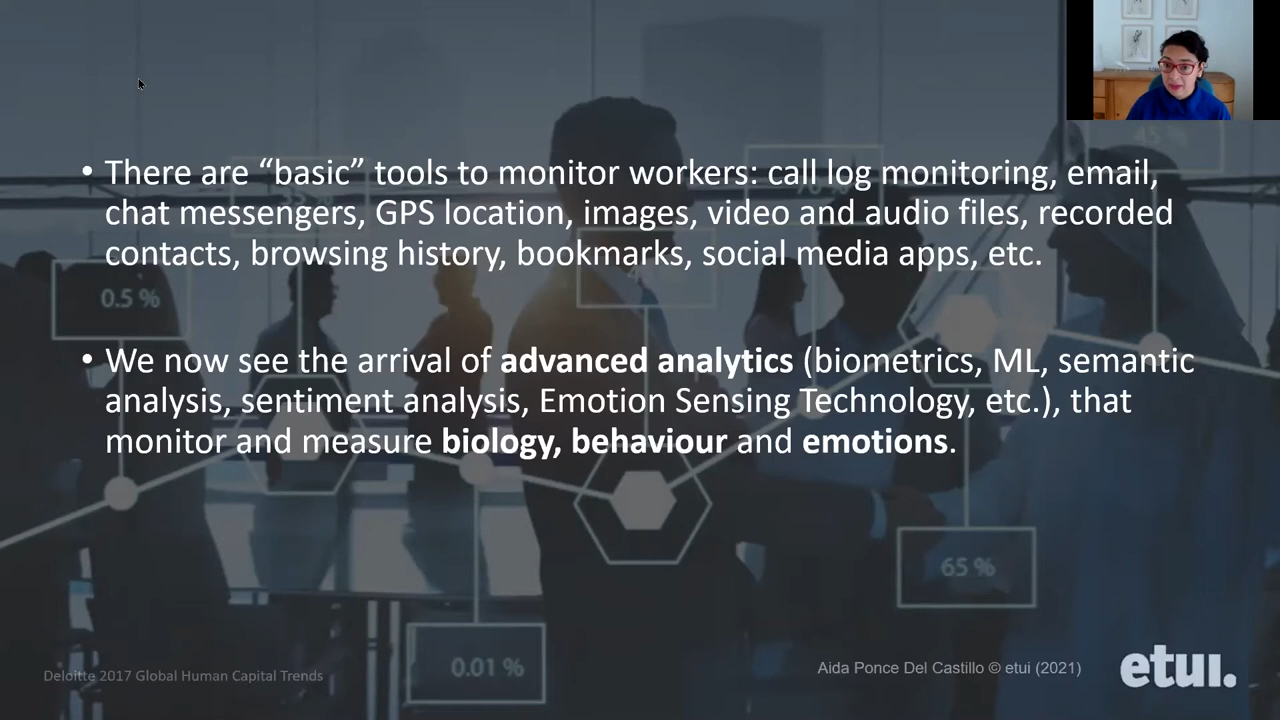 • There are “basic” tools to monitor workers: call log monitoring, email,
chat messengers, GPS location, images, video and audio files, recorded
contacts, browsing history, bookmarks, social media apps, etc.
0.5 %
• We now see the arrival of advanced analytics (biometrics, ML, semantic
analysis, sentiment analysis, Emotion Sensing Technology, etc.), that
monitor and measure biology, behaviour and emotions.
65 %
0.01 %
Deloitte 2017 Global Human Capital Trends
Aida Ponce Del Castillo © etui (2021)
etui.